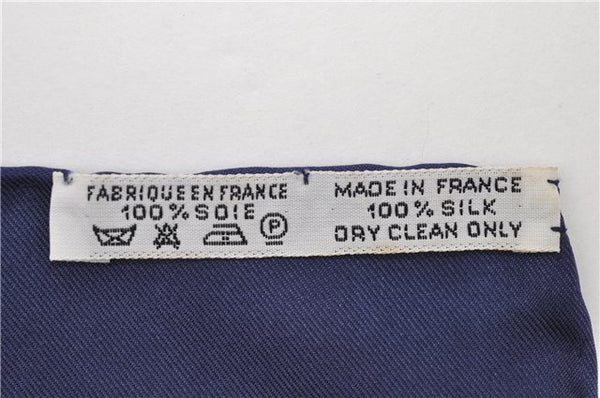 FABRIQUE EN FRANCE
100% SOIE
P
MADE IN FRANCE
100% SILK
DRY CLEAN ONLY